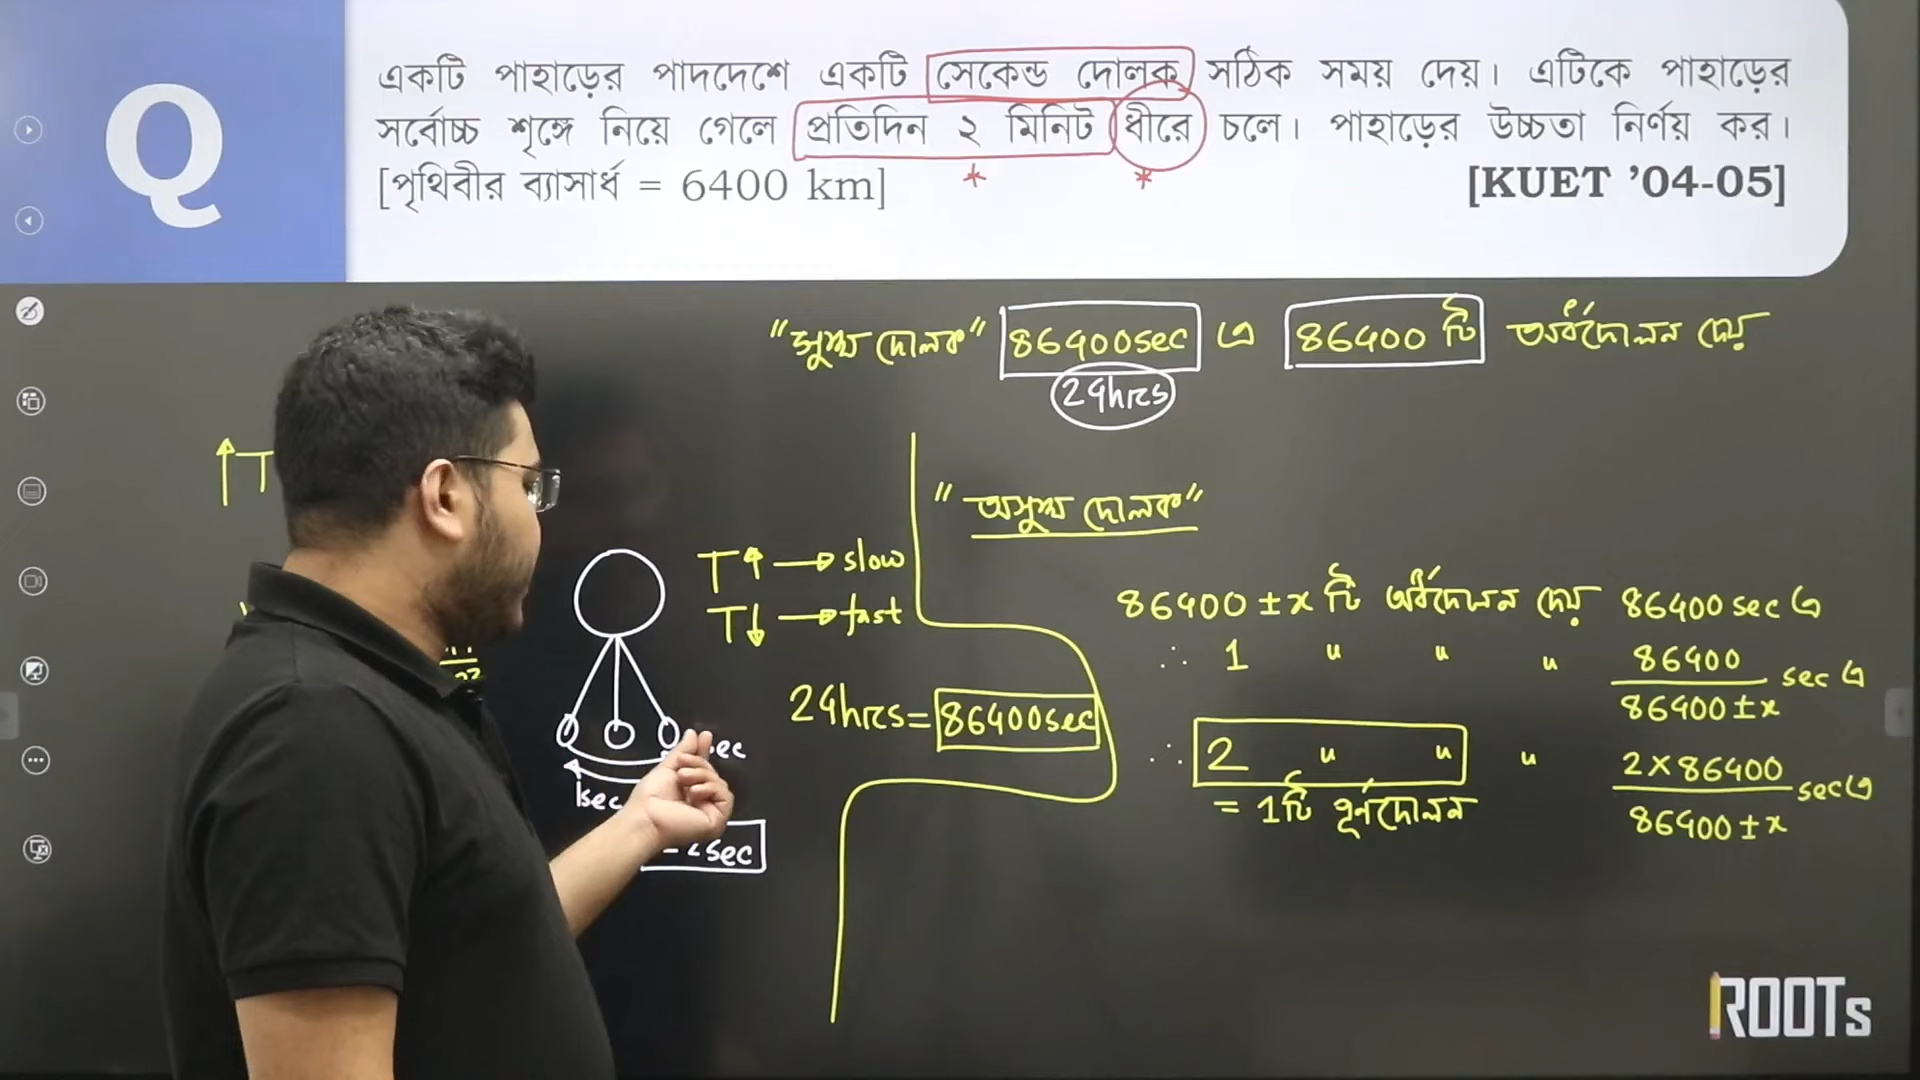 Q
একটি পাহাড়ের পাদদেশে একটি সেকেন্ড দোলক সঠিক সময় দেয়। এটিকে পাহাড়ের
সর্বোচ্চ শৃঙ্গে নিয়ে গেলে প্রতিদিন ২ মিনিট ধীরে চলে। পাহাড়ের উচ্চতা নির্ণয় কর।
[পৃথিবীর ব্যাসার্ধ = 6400 km] [KUET ’04-05]
* *
"সুস্থ দোলক" 86400sec এ 86400 টি অর্ধদোলন দেয়
24hrs
↑T
"অসুস্থ দোলক"
T↑ → slow
T↓ → fast
86400 ± x টি অর্ধদোলন দেয় 86400 sec এ
∴ 1 " " " 86400 / 86400 ± x sec এ
24hrs = 86400sec
∴ 2 " " " 2×86400 / 86400 ± x sec এ
= 1টি পূর্ণদোলন
1sec
2sec
ROOTs